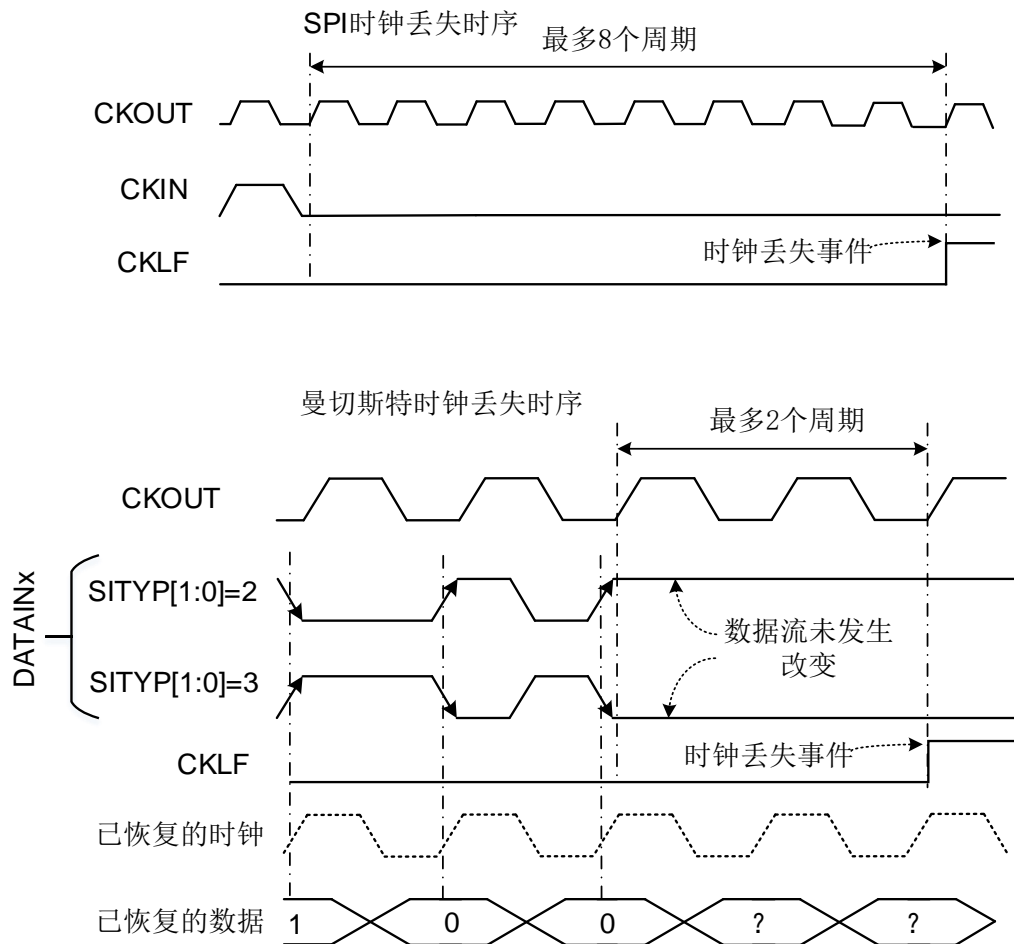 SPI时钟丢失时序
最多8个周期
CKOUT
CKIN
CKLF
时钟丢失事件
曼切斯特时钟丢失时序
最多2个周期
CKOUT
DATAINx
SITYP[1:0]=2
SITYP[1:0]=3
数据流未发生
改变
CKLF
时钟丢失事件
已恢复的时钟
已恢复的数据
1 0 0 ? ?